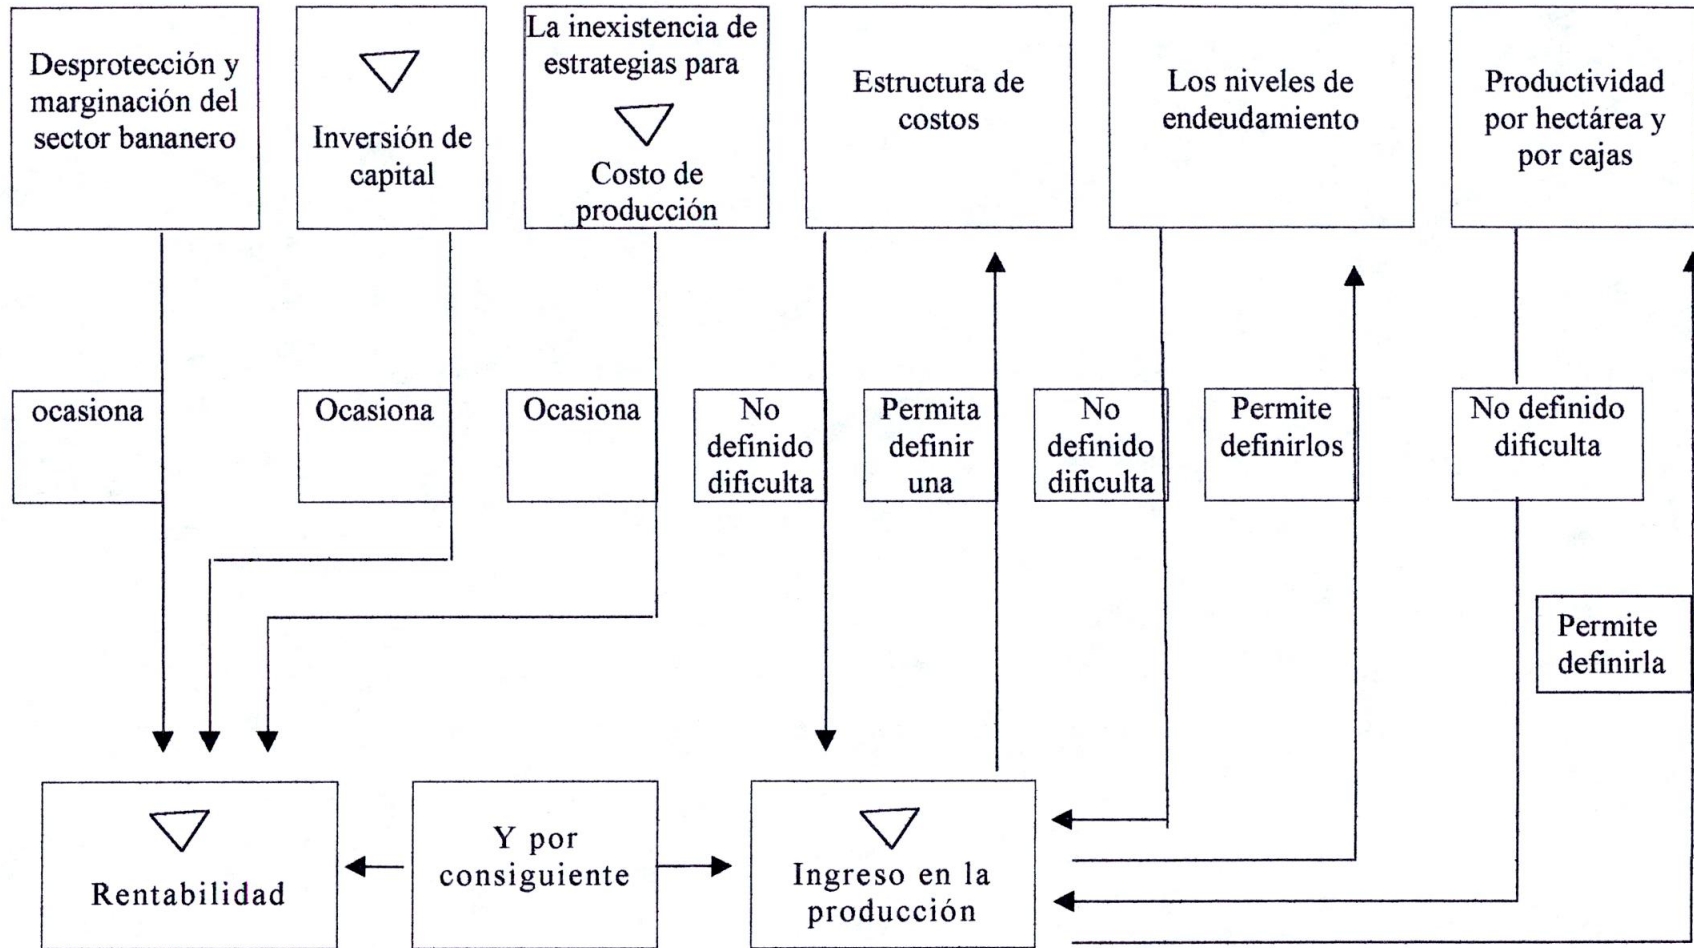 Desprotección y
marginación del
sector bananero
Inversión de
capital
La inexistencia de
estrategias para
Costo de
producción
Estructura de
costos
Los niveles de
endeudamiento
Productividad
por hectárea y
por cajas
ocasiona
Ocasiona
Ocasiona
No
definido
dificulta
Permita
definir
una
No
definido
dificulta
Permite
definirlos
No definido
dificulta
Permite
definirla
Rentabilidad
Y por
consiguiente
Ingreso en la
producción